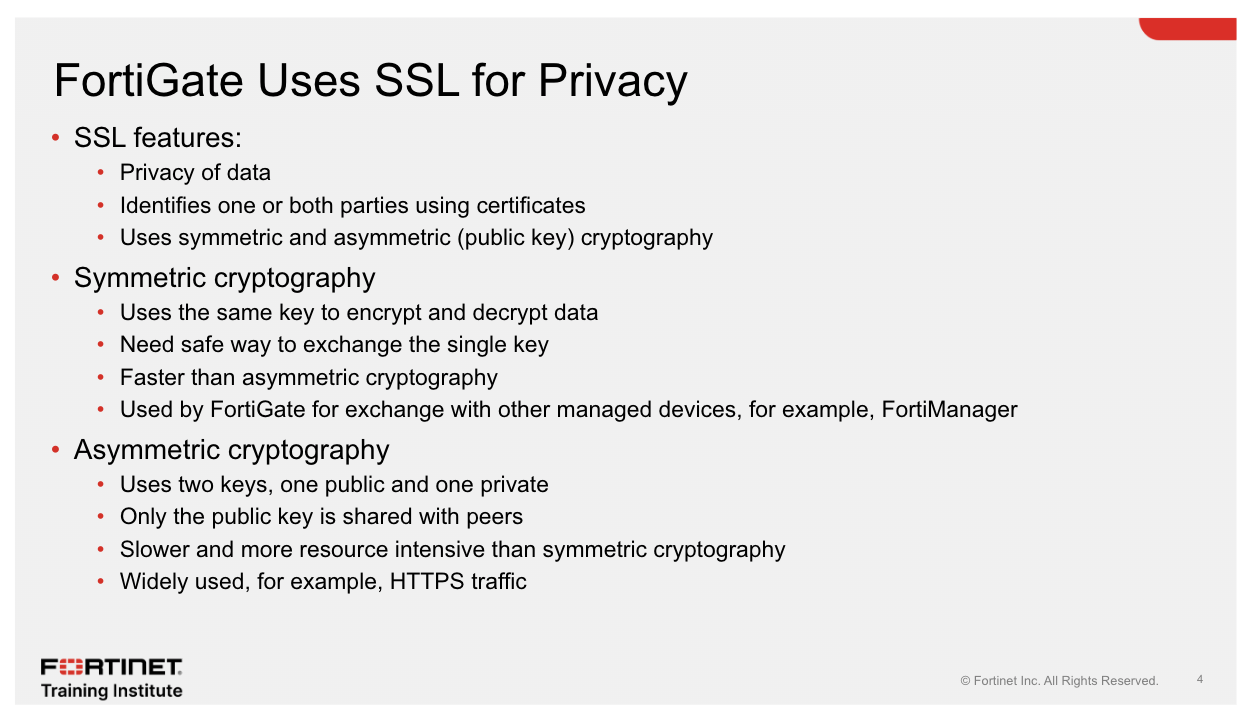 FortiGate Uses SSL for Privacy
• SSL features:
• Privacy of data
• Identifies one or both parties using certificates
• Uses symmetric and asymmetric (public key) cryptography
• Symmetric cryptography
• Uses the same key to encrypt and decrypt data
• Need safe way to exchange the single key
• Faster than asymmetric cryptography
• Used by FortiGate for exchange with other managed devices, for example, FortiManager
• Asymmetric cryptography
• Uses two keys, one public and one private
• Only the public key is shared with peers
• Slower and more resource intensive than symmetric cryptography
• Widely used, for example, HTTPS traffic
FORTINET®
Training Institute
© Fortinet Inc. All Rights Reserved. 4